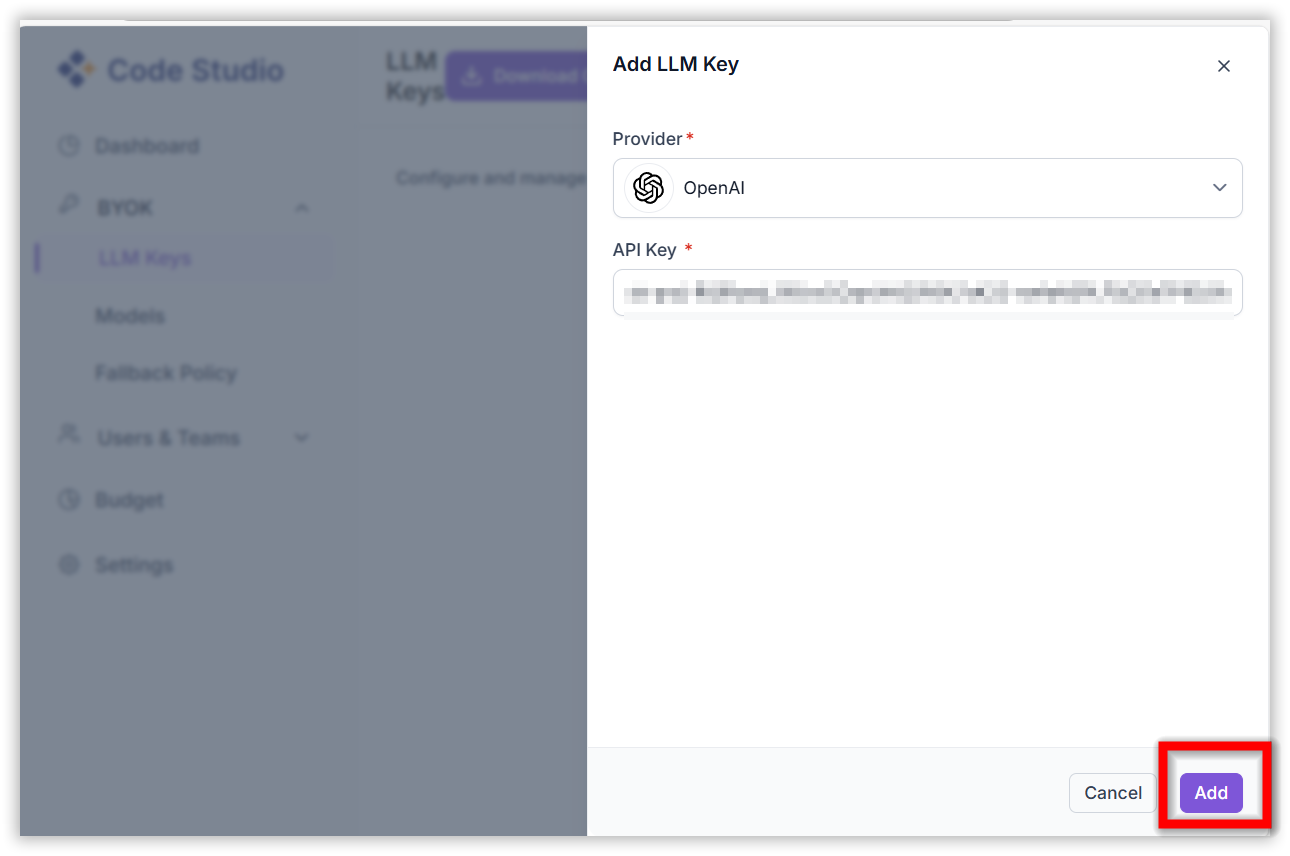 Code Studio
Dashboard
BYOK
LLM Keys
Models
Fallback Policy
Users & Teams
Budget
Settings
LLM
Keys
Download
Configure and manage
Add LLM Key
Provider *
OpenAI
API Key *
Cancel
Add